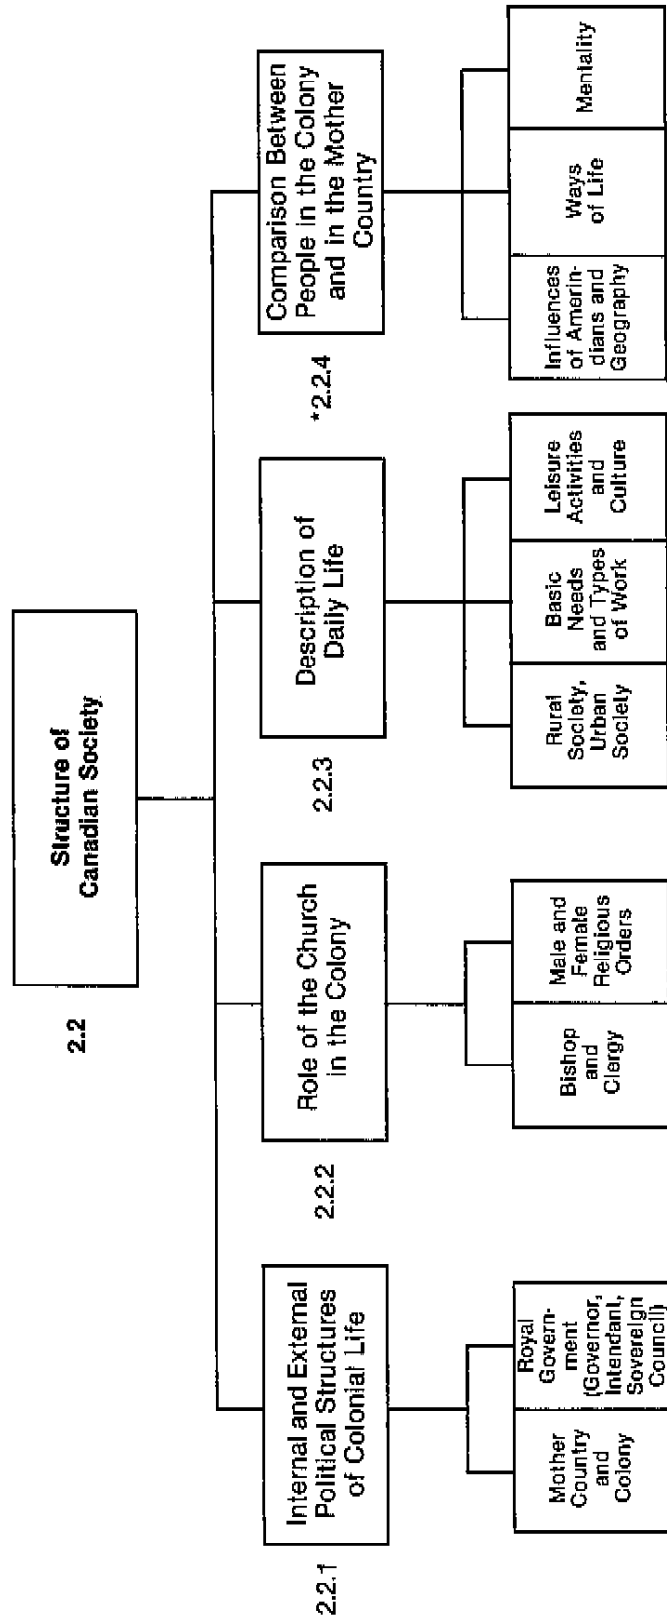 2.2
Structure of
Canadian Society
2.2.1
Internal and External
Political Structures
of Colonial Life
2.2.2
Role of the Church
in the Colony
2.2.3
Description of
Daily Life
*2.2.4
Comparison Between
People in the Colony
and in the Mother
Country
Mother
Country
and
Colony
Royal
Govern-
ment
(Governor,
Intendant,
Sovereign
Council)
Bishop
and
Clergy
Male and
Female
Religious
Orders
Rural
Society,
Urban
Society
Basic
Needs
and Types
of Work
Leisure
Activities
and
Culture
Influences
of Amerin-
dians and
Geography
Ways
of Life
Mentality